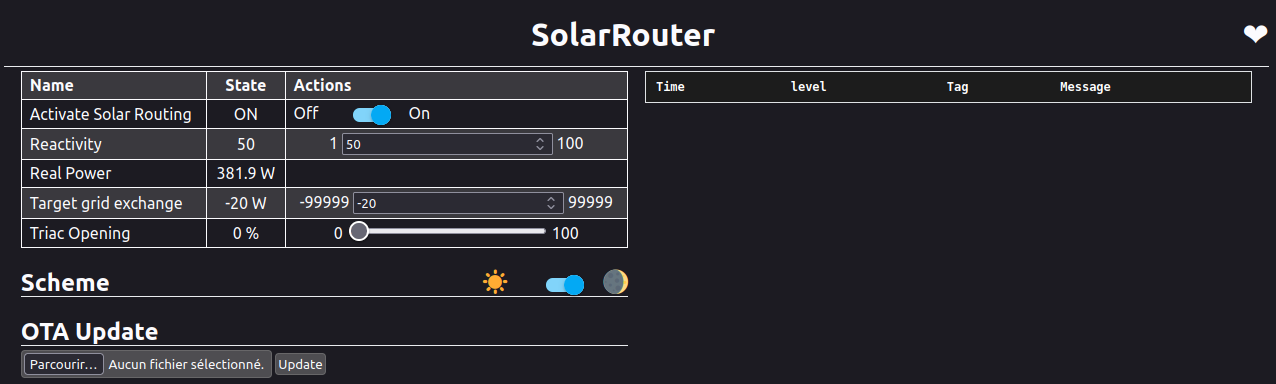 SolarRouter
Name State Actions
Activate Solar Routing ON Off On
Reactivity 50 1 50 100
Real Power 381.9 W
Target grid exchange -20 W -99999 -20 99999
Triac Opening 0 % 0 100
Scheme
OTA Update
Parcourir... Aucun fichier sélectionné. Update
Time level Tag Message